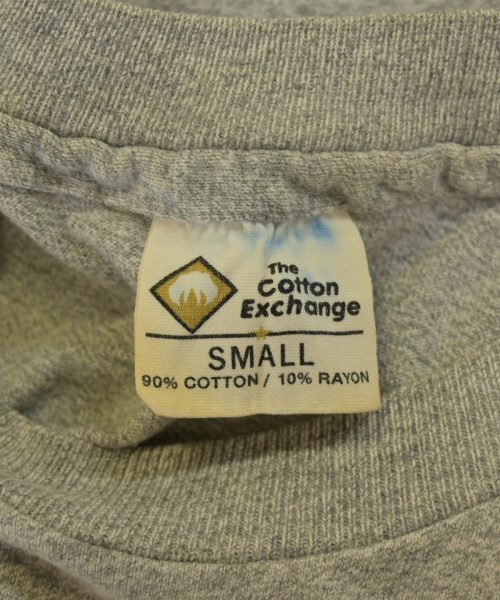 The
Cotton
Exchange
SMALL
90% COTTON / 10% RAYON